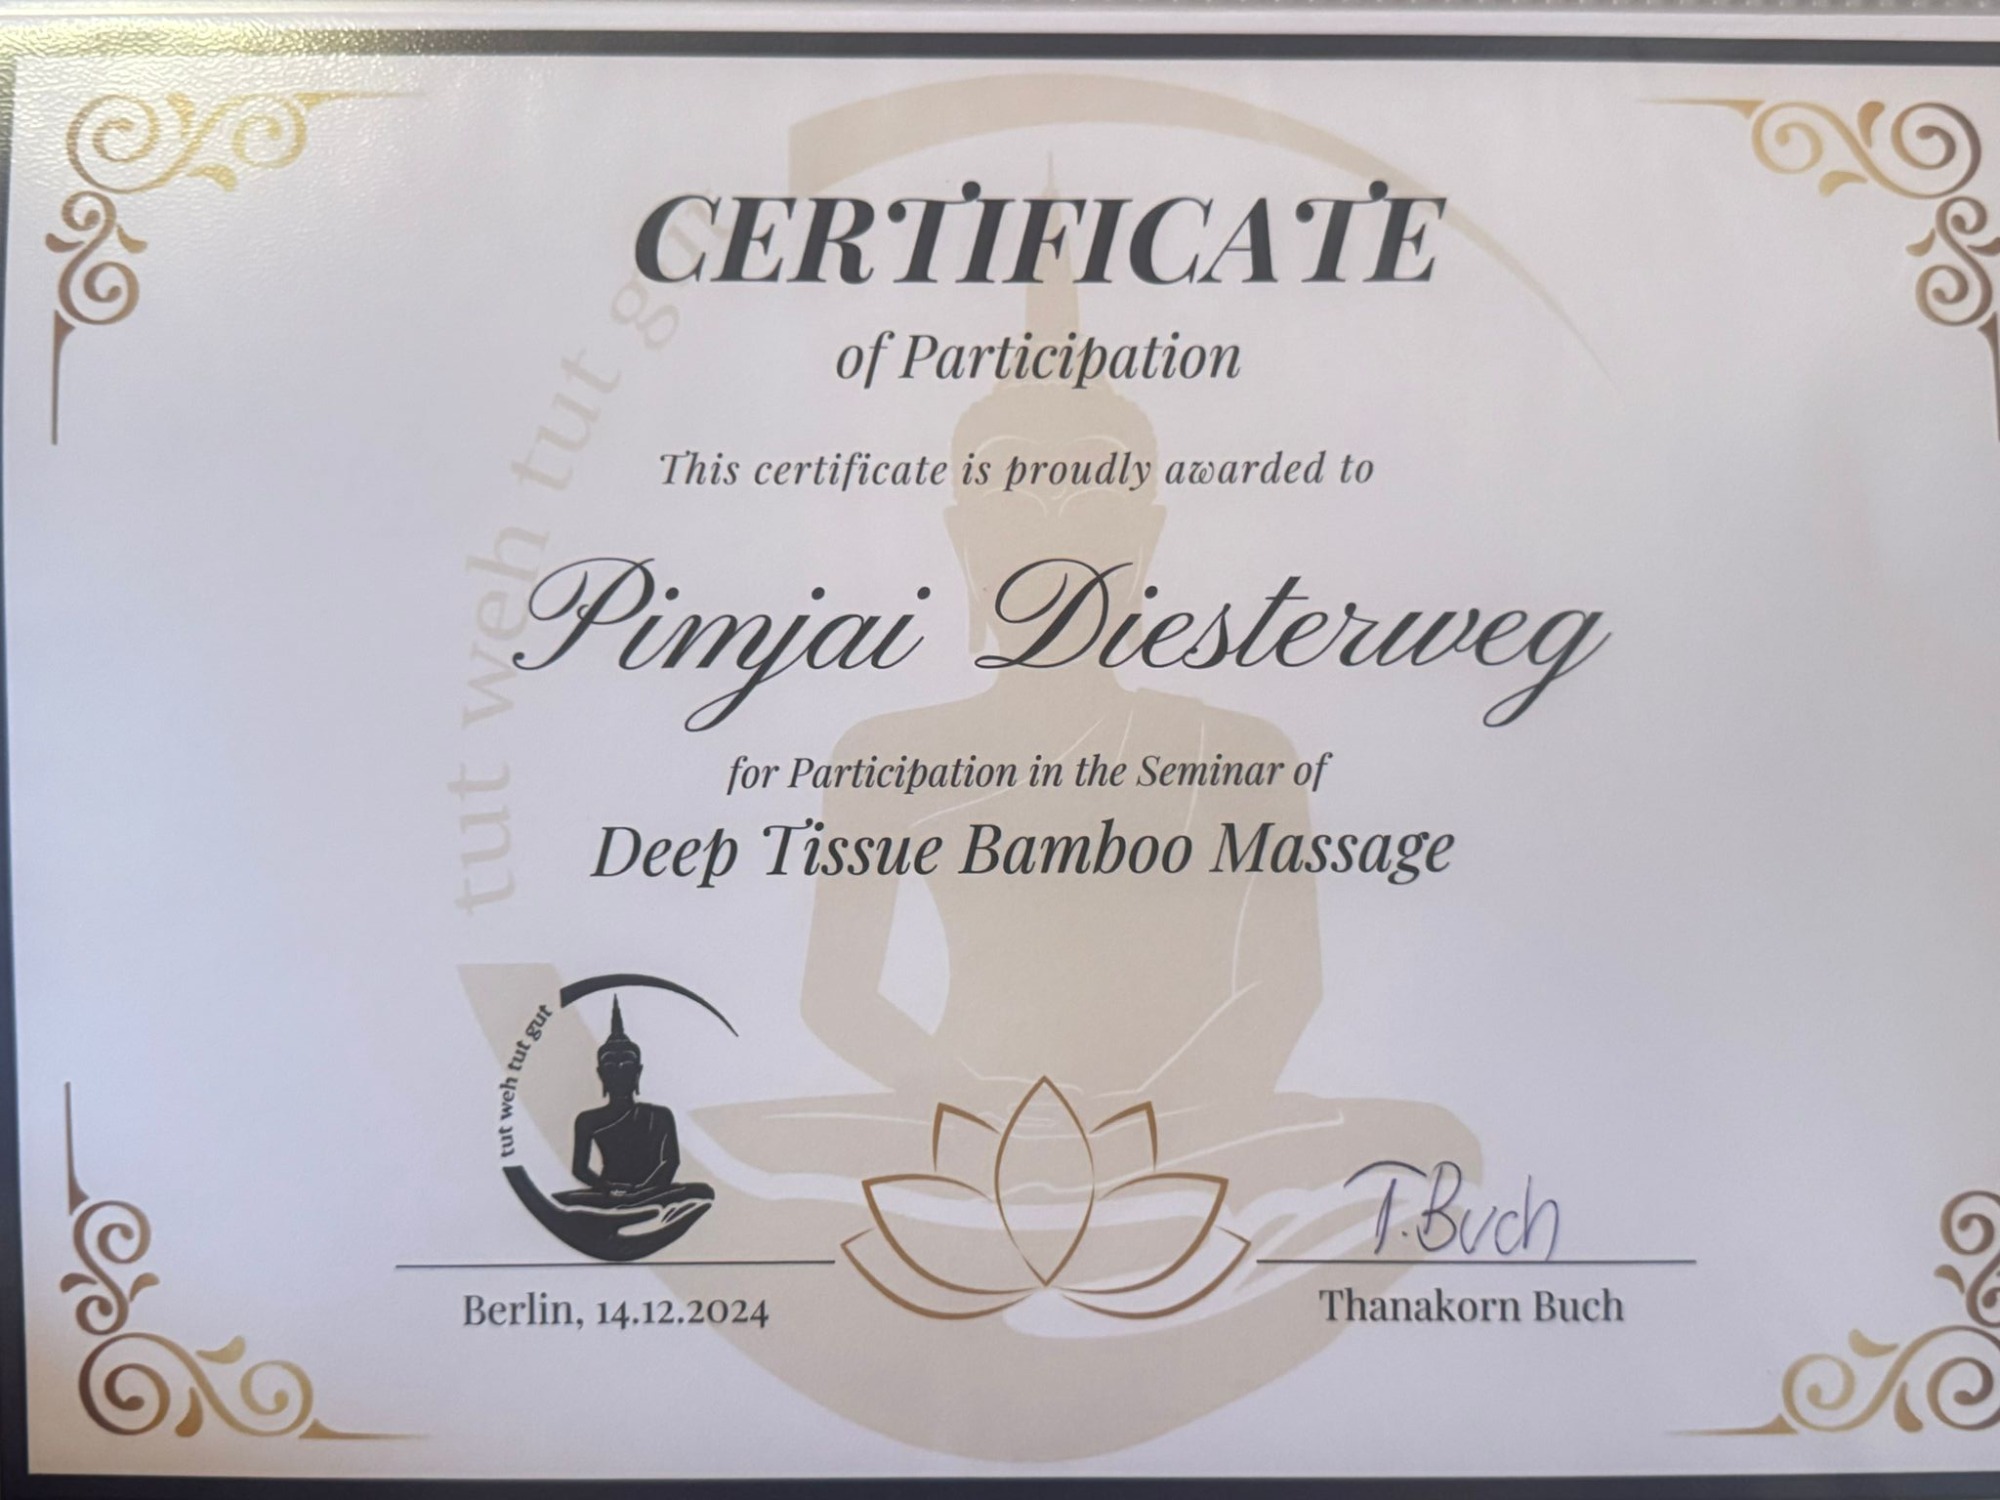 CERTIFICATE
of Participation
This certificate is proudly awarded to
Pimjai Diesterweg
for Participation in the Seminar of
Deep Tissue Bamboo Massage
tut weh tut gut
tut weh tut gut
T. Buch
Berlin, 14.12.2024
Thanakorn Buch